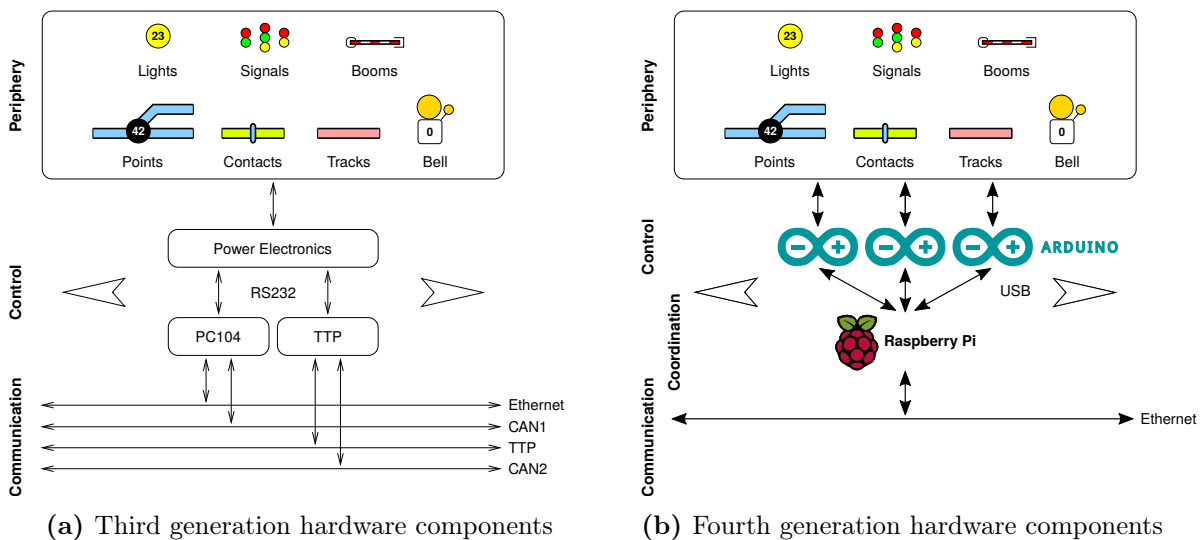 Periphery
23
Lights
Signals
Booms
42
0
Points
Contacts
Tracks
Bell
Control
Power Electronics
RS232
PC104
TTP
Communication
Ethernet
CAN1
TTP
CAN2
(a) Third generation hardware components
Periphery
23
Lights
Signals
Booms
42
0
Points
Contacts
Tracks
Bell
Control
ARDUINO
USB
Coordination
Raspberry Pi
Communication
Ethernet
(b) Fourth generation hardware components